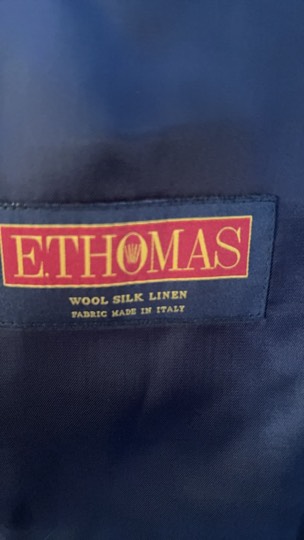 E.THOMAS
WOOL SILK LINEN
FABRIC MADE IN ITALY